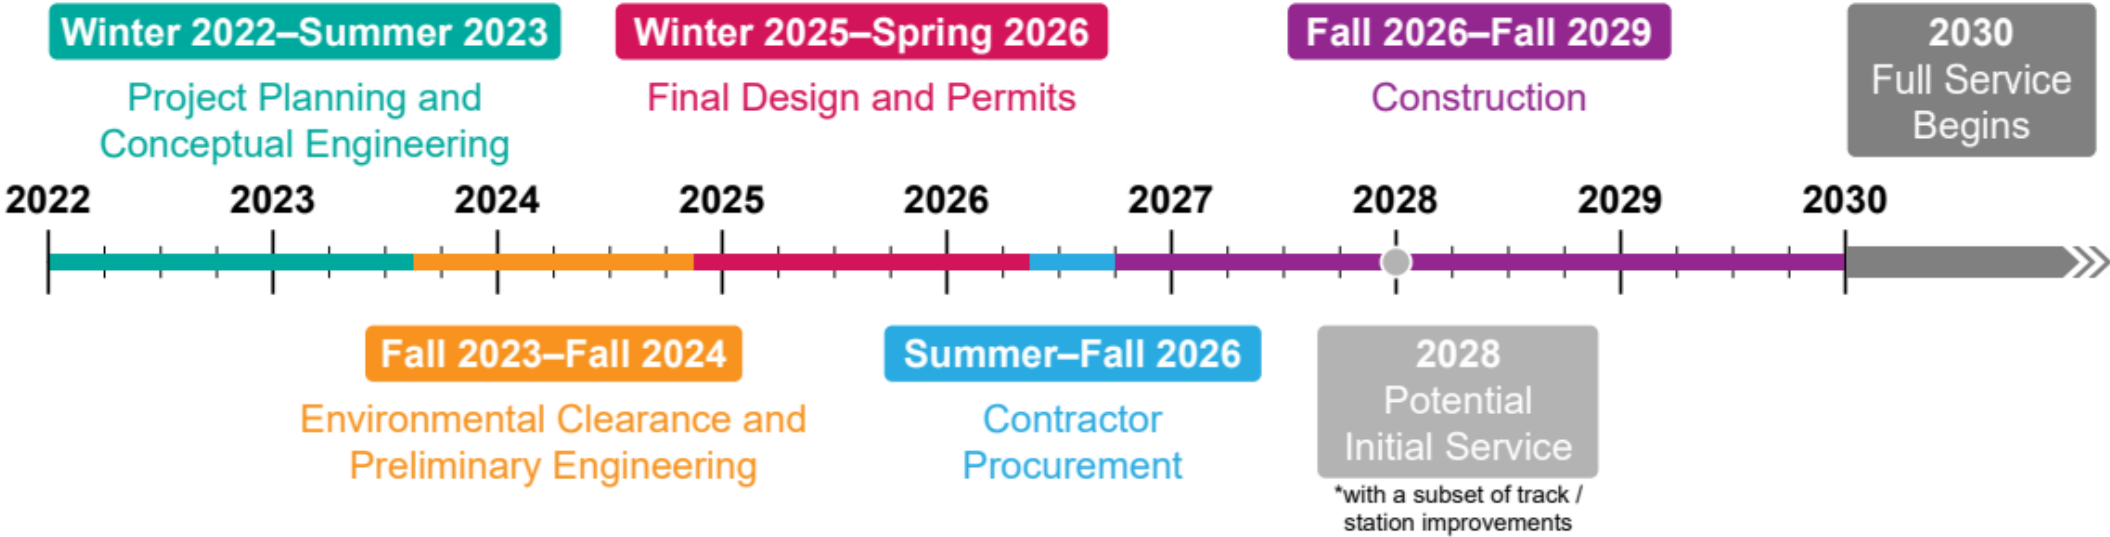 Winter 2022–Summer 2023
Project Planning and
Conceptual Engineering
Winter 2025–Spring 2026
Final Design and Permits
Fall 2026–Fall 2029
Construction
2030
Full Service
Begins
2022 2023 2024 2025 2026 2027 2028 2029 2030
Fall 2023–Fall 2024
Environmental Clearance and
Preliminary Engineering
Summer–Fall 2026
Contractor
Procurement
2028
Potential
Initial Service
*with a subset of track /
station improvements